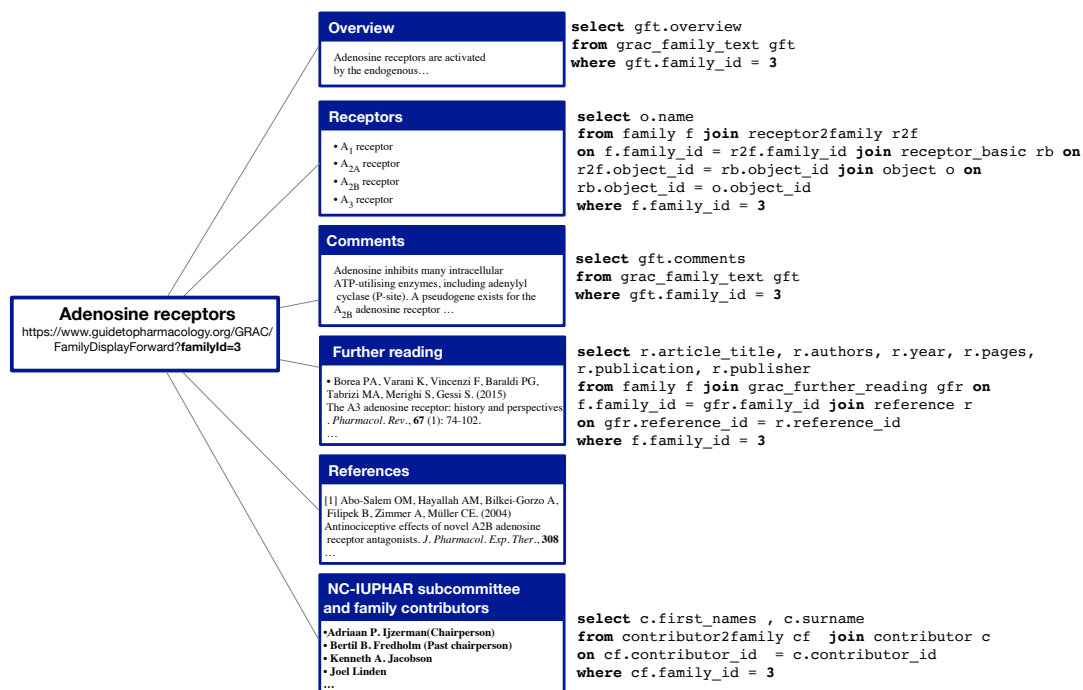 Adenosine receptors
https://www.guidetopharmacology.org/GRAC/
FamilyDisplayForward?familyId=3
Overview
Adenosine receptors are activated
by the endogenous…
select gft.overview
from grac_family_text gft
where gft.family_id = 3
Receptors
• A1 receptor
• A2A receptor
• A2B receptor
• A3 receptor
select o.name
from family f join receptor2family r2f
on f.family_id = r2f.family_id join receptor_basic rb on
r2f.object_id = rb.object_id join object o on
rb.object_id = o.object_id
where f.family_id = 3
Comments
Adenosine inhibits many intracellular
ATP-utilising enzymes, including adenylyl
cyclase (P-site). A pseudogene exists for the
A2B adenosine receptor …
select gft.comments
from grac_family_text gft
where gft.family_id = 3
Further reading
• Borea PA, Varani K, Vincenzi F, Baraldi PG,
Tabrizi MA, Merighi S, Gessi S. (2015)
The A3 adenosine receptor: history and perspectives
. Pharmacol. Rev., 67 (1): 74-102.
…
select r.article_title, r.authors, r.year, r.pages,
r.publication, r.publisher
from family f join grac_further_reading gfr on
f.family_id = gfr.family_id join reference r
on gfr.reference_id = r.reference_id
where f.family_id = 3
References
[1] Abo-Salem OM, Hayallah AM, Bilkei-Gorzo A,
Filipek B, Zimmer A, Müller CE. (2004)
Antinociceptive effects of novel A2B adenosine
receptor antagonists. J. Pharmacol. Exp. Ther., 308
…
NC-IUPHAR subcommittee
and family contributors
•Adriaan P. Ijzerman(Chairperson)
• Bertil B. Fredholm (Past chairperson)
• Kenneth A. Jacobson
• Joel Linden
…
select c.first_names , c.surname
from contributor2family cf join contributor c
on cf.contributor_id = c.contributor_id
where cf.family_id = 3